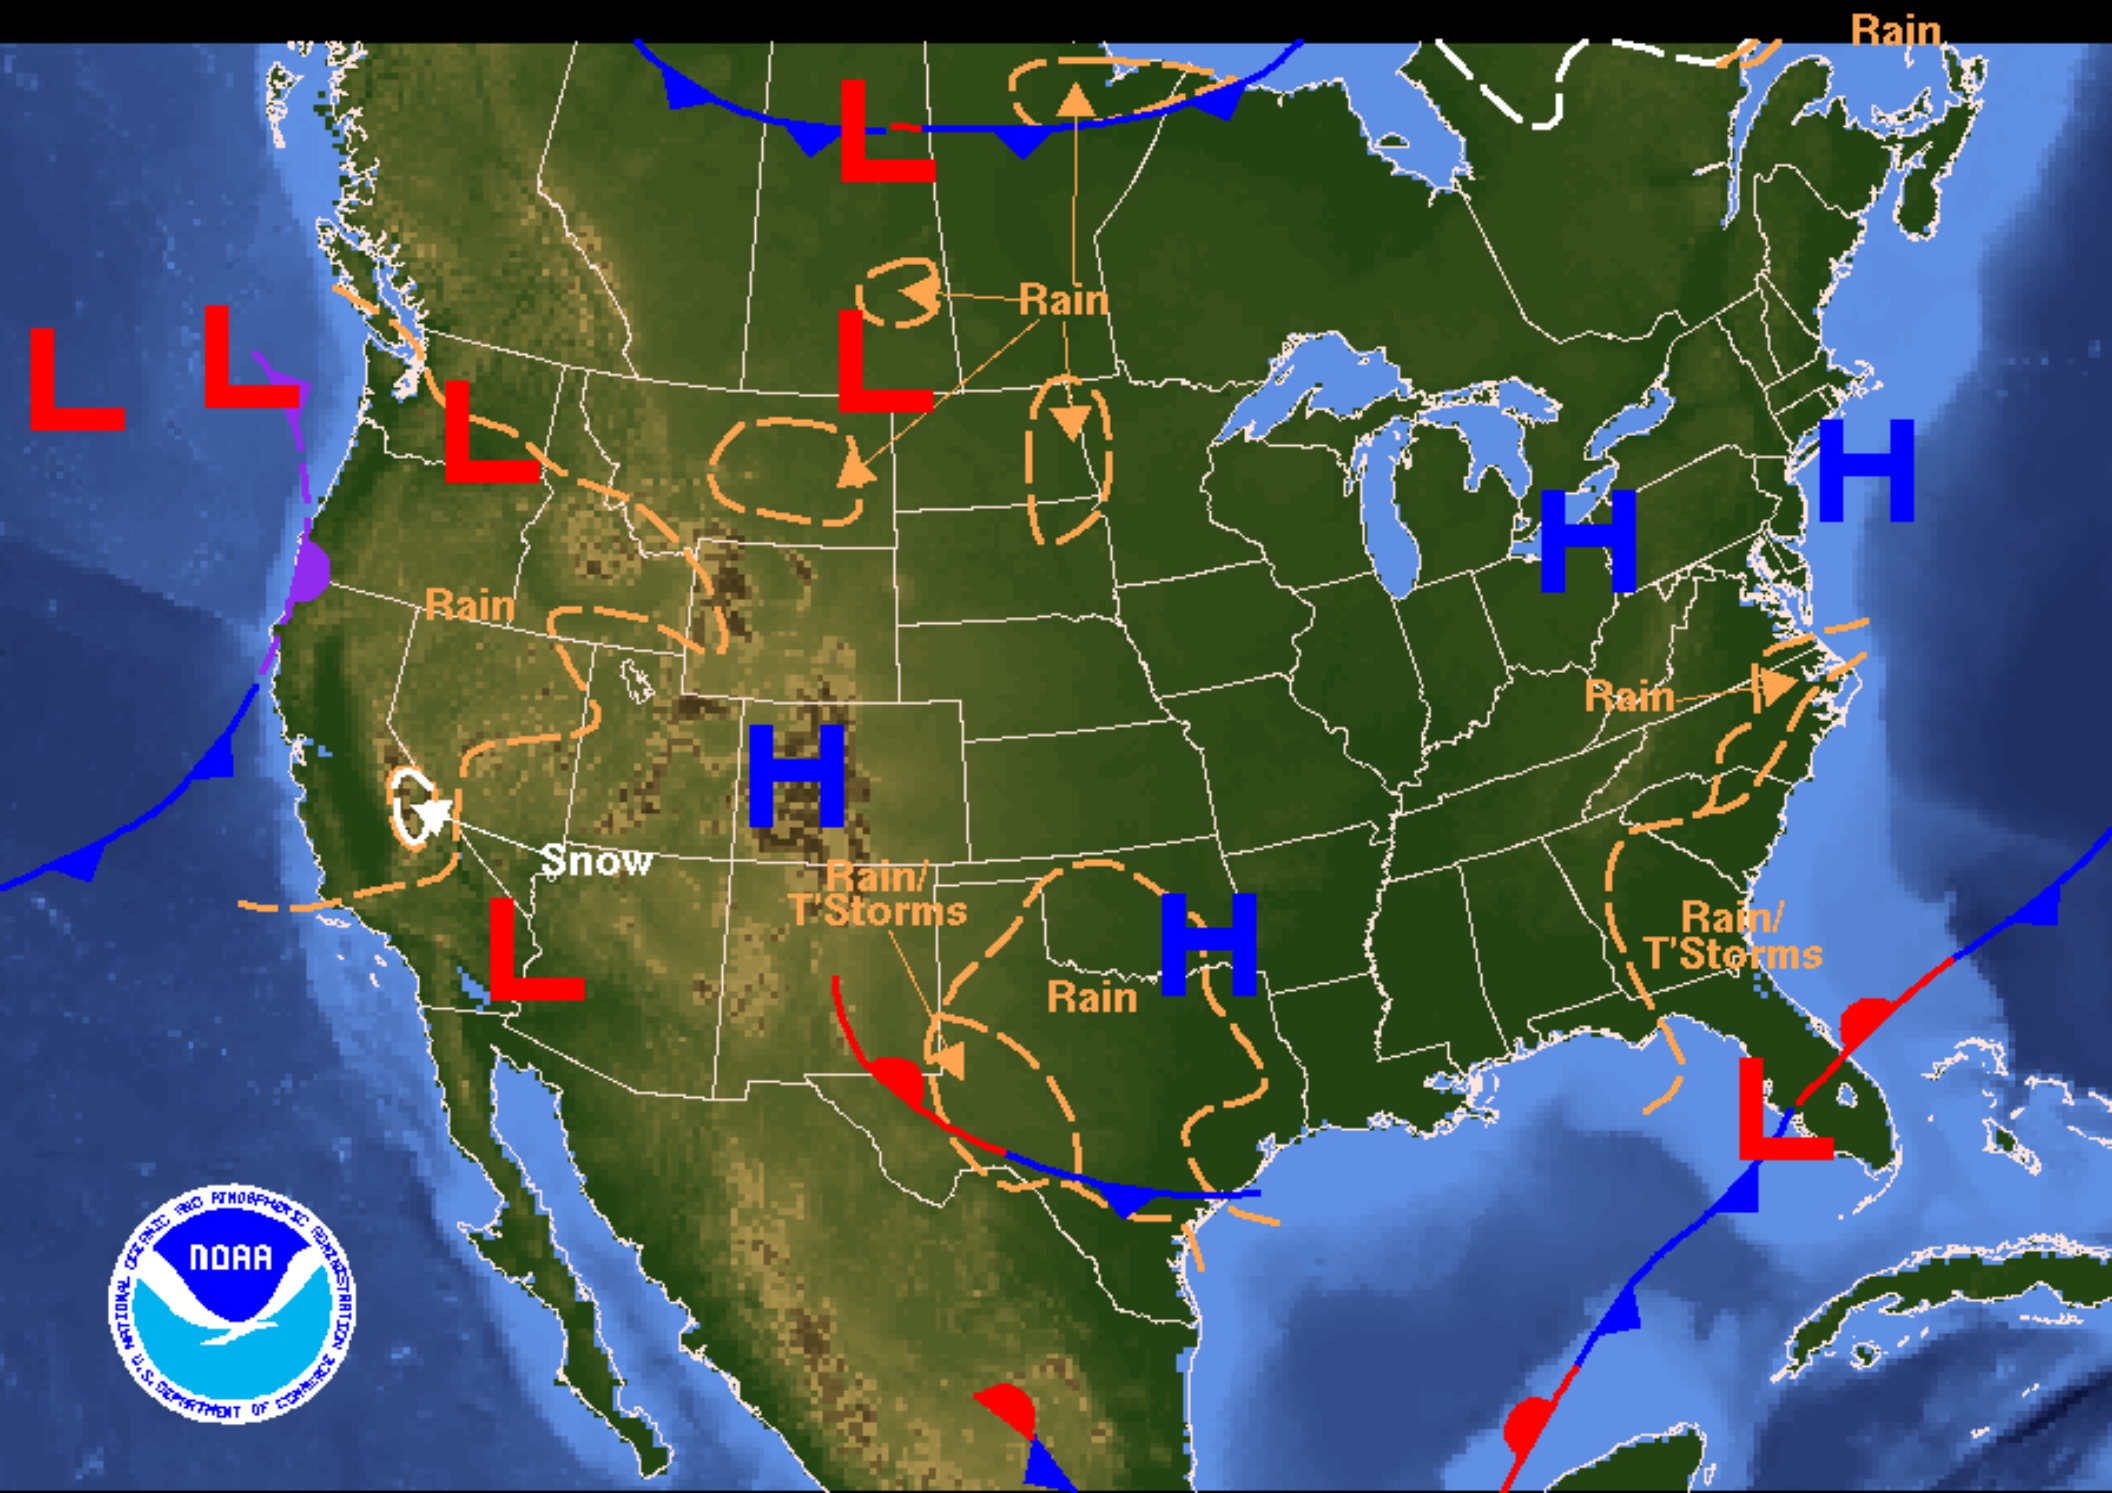 Rain
L
L
L
L
Rain
L
H
H
Rain
Rain
H
Snow
Rain/
T'Storms
H
Rain/
T'Storms
L
Rain
L
NATIONAL OCEANIC AND ATMOSPHERIC ADMINISTRATION
NOAA
U.S. DEPARTMENT OF COMMERCE